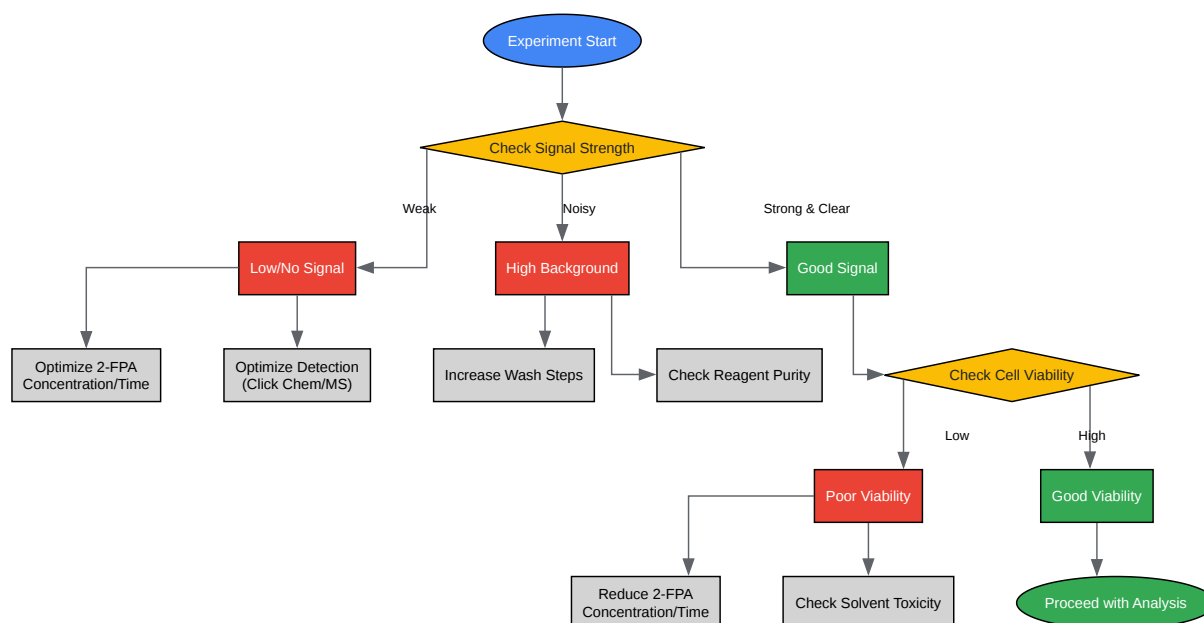 Experiment Start
Check Signal Strength
Weak
Noisy
Strong & Clear
Low/No Signal
High Background
Good Signal
Optimize 2-FPA
Concentration/Time
Optimize Detection
(Click Chem/MS)
Increase Wash Steps
Check Reagent Purity
Check Cell Viability
Low
High
Poor Viability
Good Viability
Reduce 2-FPA
Concentration/Time
Check Solvent Toxicity
Proceed with Analysis